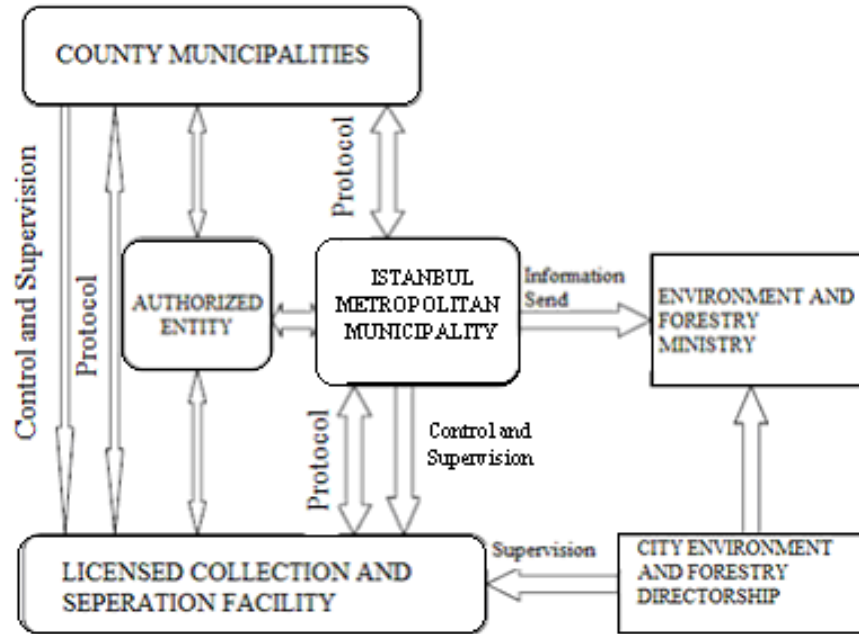 COUNTY MUNICIPALITIES
Control and Supervision
Protocol
Protocol
AUTHORIZED
ENTITY
ISTANBUL
METROPOLITAN
MUNICIPALITY
Information
Send
ENVIRONMENT AND
FORESTRY
MINISTRY
Protocol
Control and
Supervision
LICENSED COLLECTION AND
SEPERATION FACILITY
Supervision
CITY ENVIRONMENT
AND FORESTRY
DIRECTORSHIP